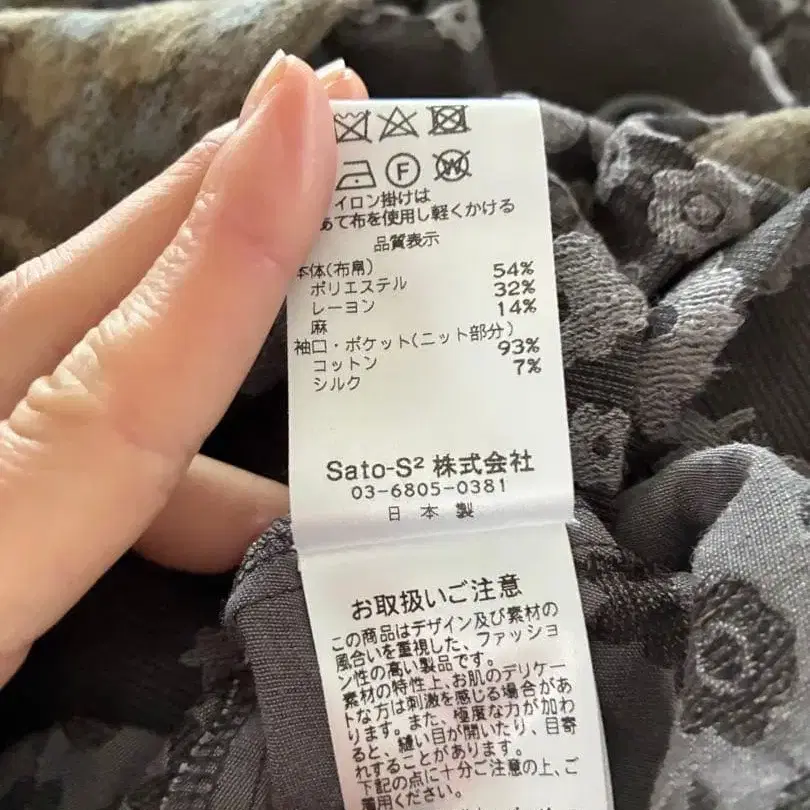 F
W
イロン掛けは
あて布を使用し軽くかける
品質表示
本体(布帛)
ポリエステル 54%
レーヨン 32%
麻 14%
袖口・ポケット(ニット部分)
コットン 93%
シルク 7%
Sato-S² 株式会社
03-6805-0381
日本製
お取扱いご注意
この商品はデザイン及び素材の
風合いを重視した、ファッショ
ン性の高い製品です。
素材の特性上、お肌のデリケー
トな方は刺激を感じる場合があ
ります。また、極度な力が加わ
ると、縫い目が開いたり、目寄
れすることがあります。
下記の点に十分ご注意の上、ご
着用ください。